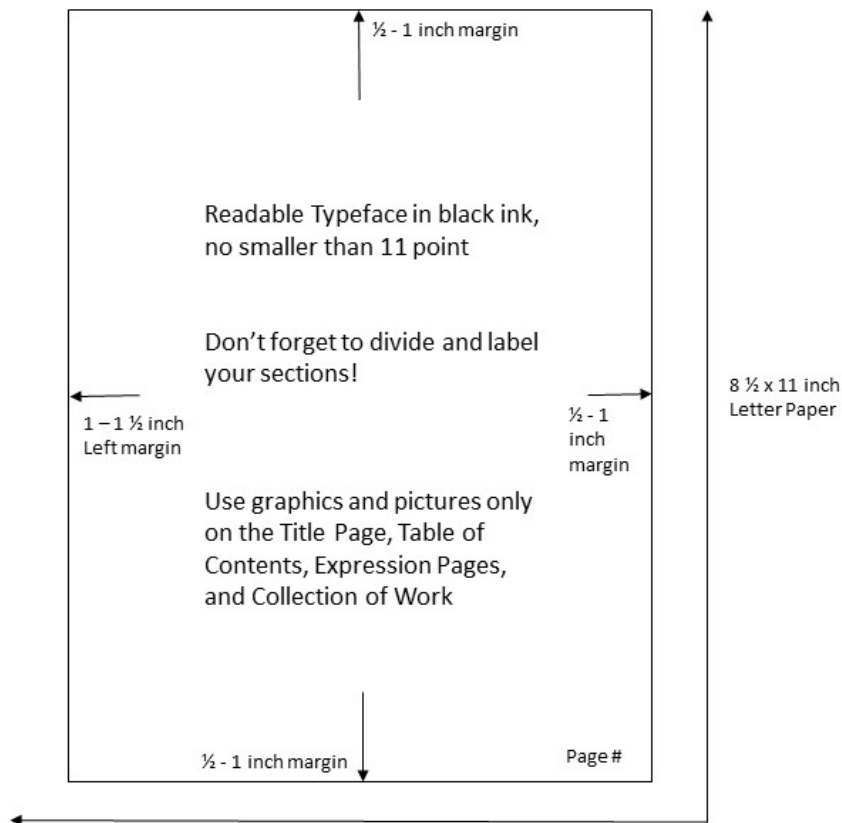 ½ - 1 inch margin
Readable Typeface in black ink,
no smaller than 11 point
Don’t forget to divide and label
your sections!
1 – 1 ½ inch
Left margin
½ - 1
inch
margin
8 ½ x 11 inch
Letter Paper
Use graphics and pictures only
on the Title Page, Table of
Contents, Expression Pages,
and Collection of Work
½ - 1 inch margin
Page #